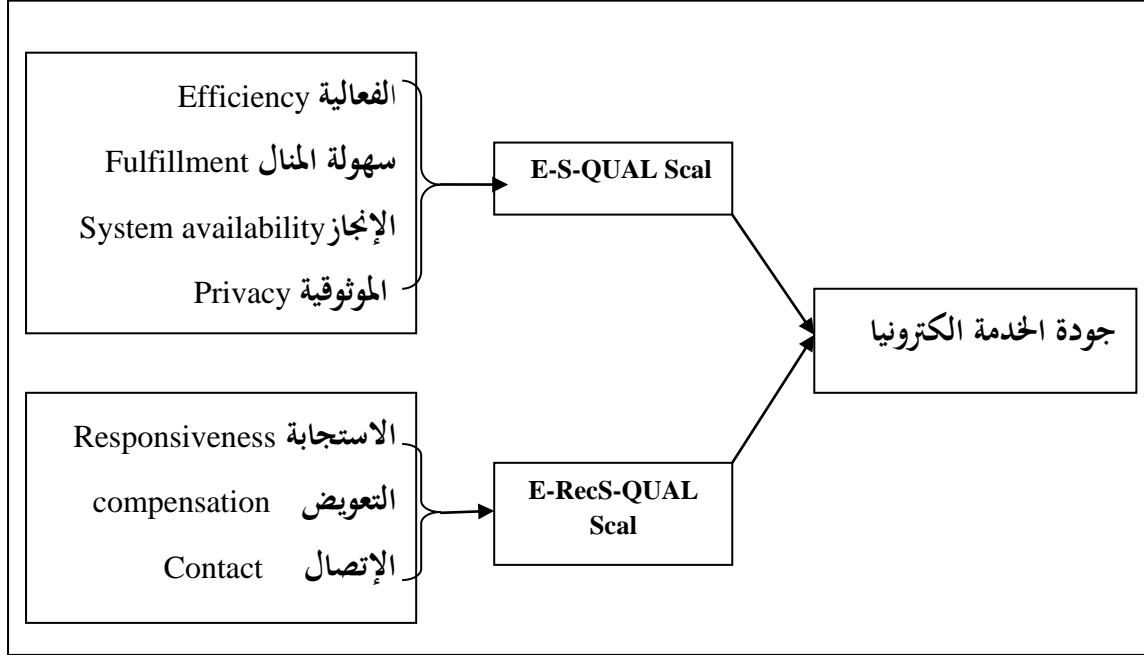 الفعالية Efficiency
سهولة المنال Fulfillment
الإنجاز System availability
الموثوقية Privacy
E-S-QUAL Scal
جودة الخدمة الكترونيا
الاستجابة Responsiveness
التعويض compensation
الإتصال Contact
E-RecS-QUAL
Scal